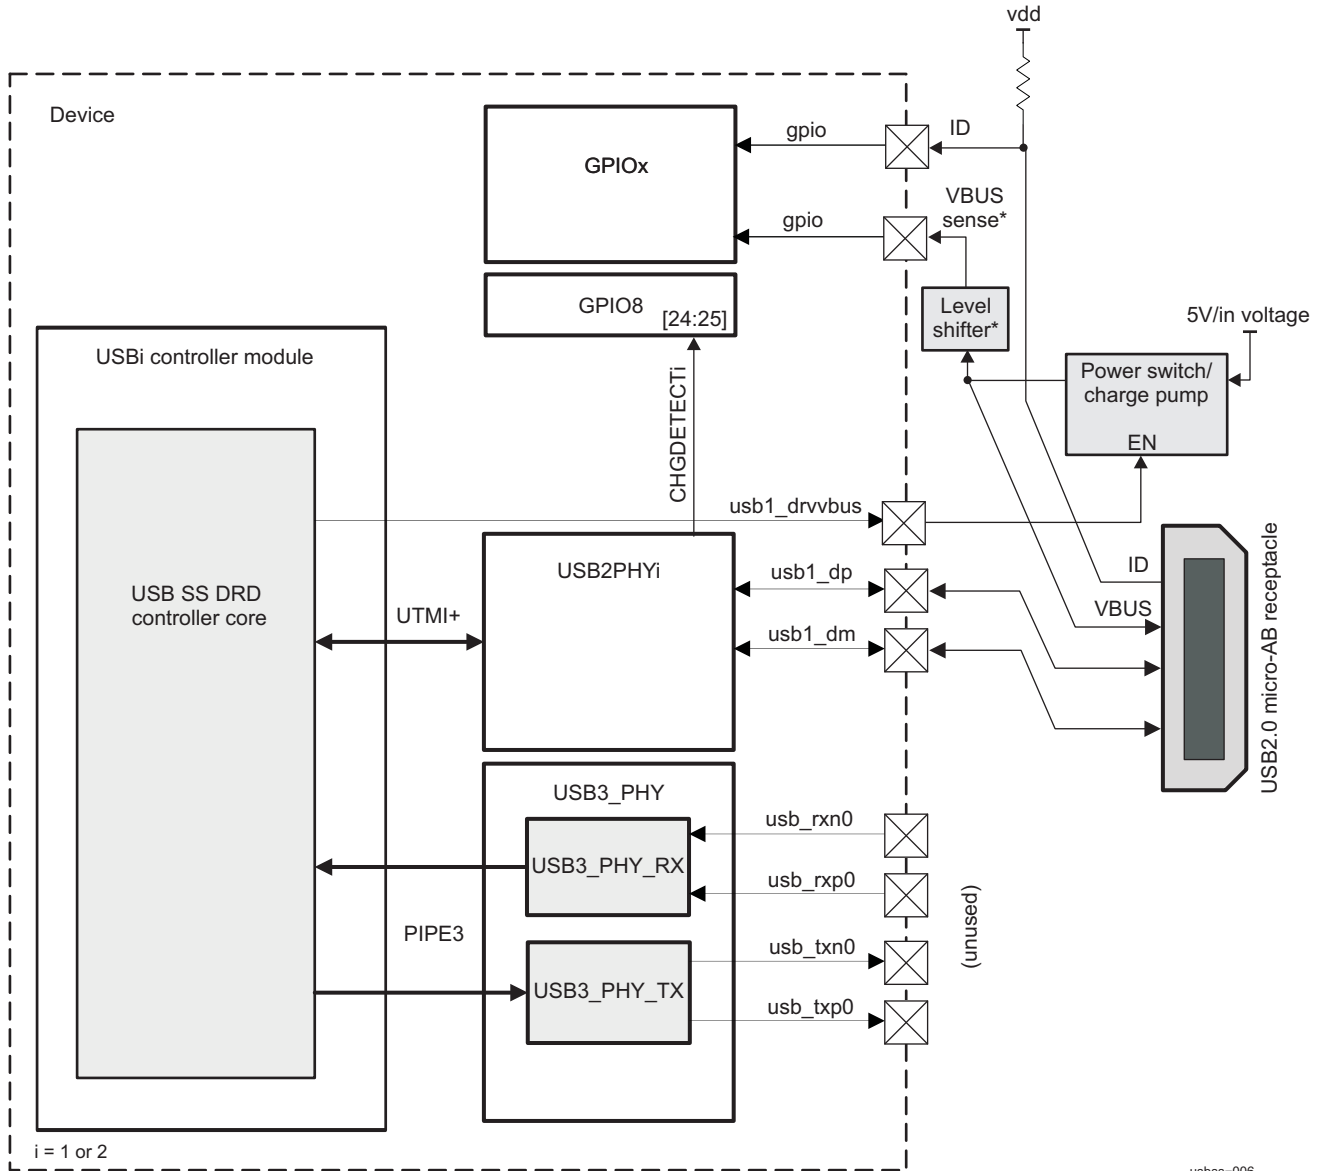 vdd
Device
GPIOx
gpio
ID
gpio
VBUS
sense*
GPIO8
[24:25]
Level
shifter*
5V/in voltage
Power switch/
charge pump
EN
USBi controller module
CHGDETECTi
usb1_drvvbus
USB2PHYi
usb1_dp
usb1_dm
UTMI+
USB SS DRD
controller core
ID
VBUS
USB2.0 micro-AB receptacle
USB3_PHY
USB3_PHY_RX
usb_rxn0
usb_rxp0
PIPE3
USB3_PHY_TX
usb_txn0
usb_txp0
(unused)
i = 1 or 2